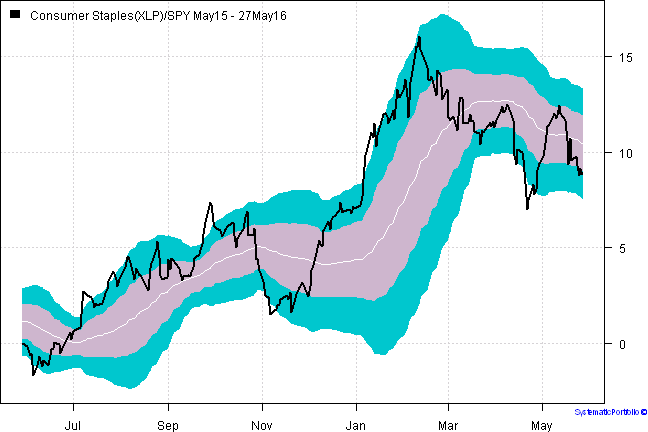 Consumer Staples(XLP)/SPY May15 - 27May16
15
10
5
0
Jul Sep Nov Jan Mar May
SystematicPortfolio ©